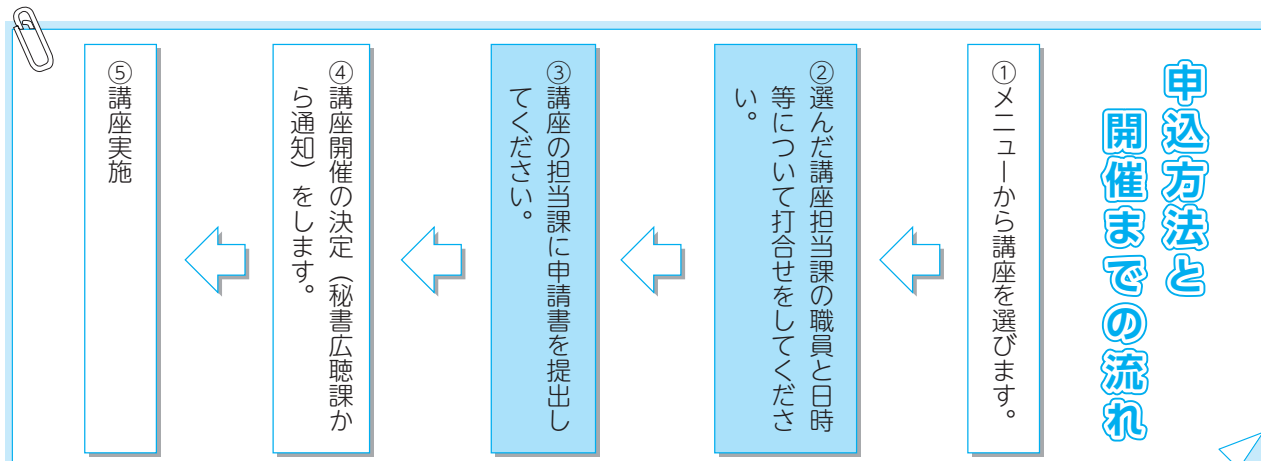 申込方法と
開催までの流れ
①メニューから講座を選びます。
②選んだ講座担当課の職員と日時
等について打合せをしてくださ
い。
③講座の担当課に申請書を提出し
てください。
④講座開催の決定（秘書広聴課か
ら通知）をします。
⑤講座実施